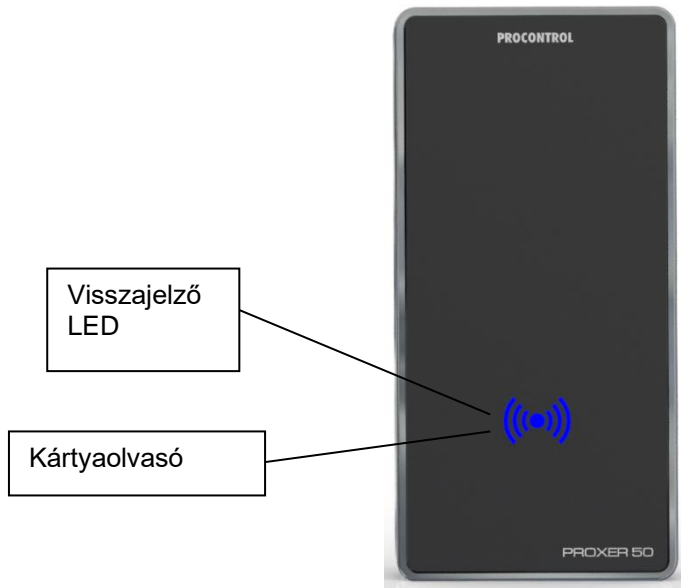 PROCONTROL
Visszajelző
LED
Kártyaolvasó
PROXER 50